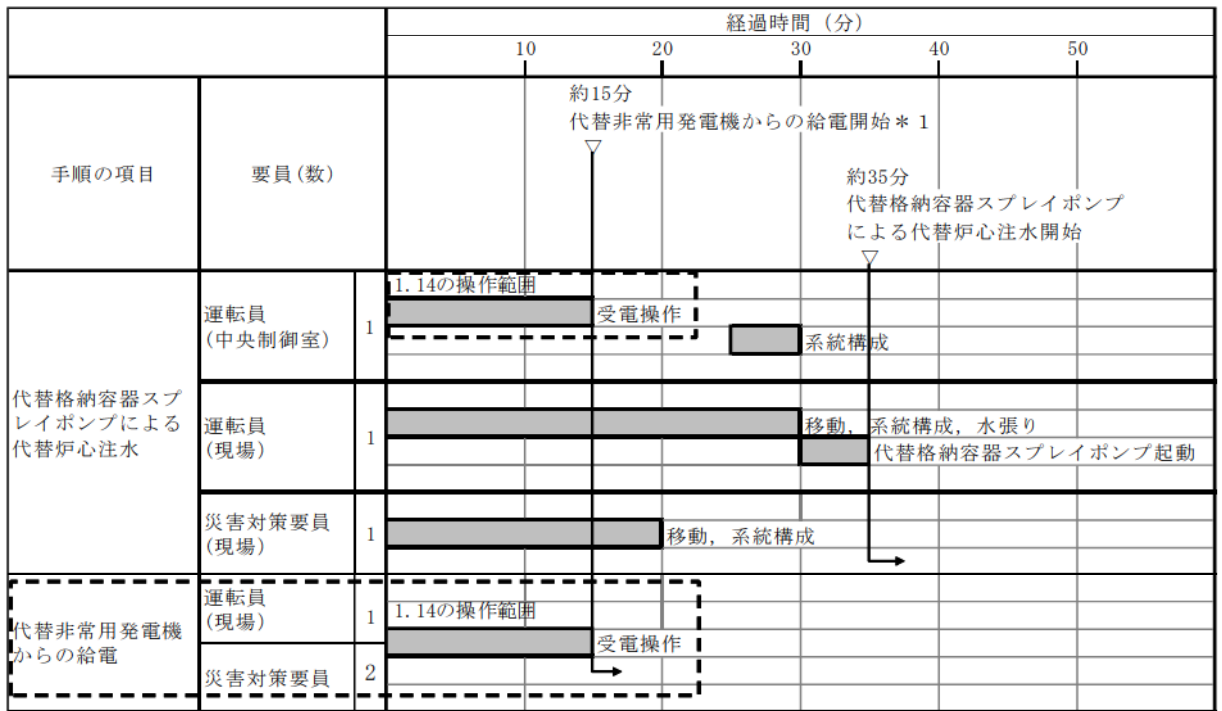 経過時間（分）
10 20 30 40 50
手順の項目
要員(数)
約15分
代替非常用発電機からの給電開始＊1
約35分
代替格納容器スプレイポンプ
による代替炉心注水開始
代替格納容器スプ
レイポンプによる
代替炉心注水
運転員
(中央制御室)
1
1.14の操作範囲
受電操作
系統構成
運転員
(現場)
1
移動，系統構成，水張り
代替格納容器スプレイポンプ起動
災害対策要員
(現場)
1
移動，系統構成
代替非常用発電機
からの給電
運転員
(現場)
1
1.14の操作範囲
受電操作
災害対策要員
2